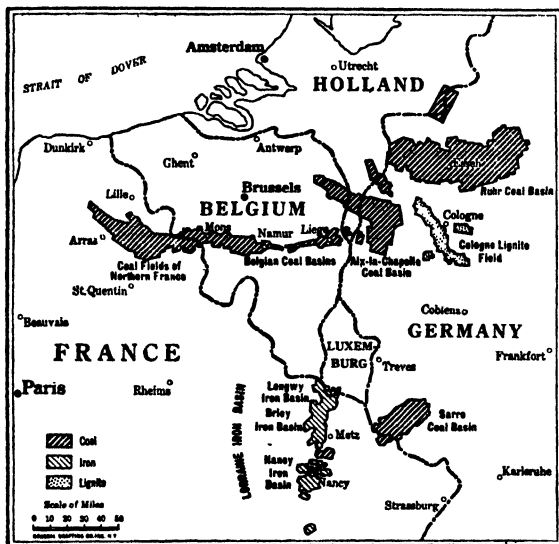 Amsterdam
Utrecht
STRAIT OF DOVER
HOLLAND
Dunkirk
Antwerp
Ghent
Ruhr Coal Basin
Lille
Brussels
BELGIUM
Cologne
Mons
Namur
Liege
Arras
Cologne Lignite
Field
Coal Fields of
Northern France
Belgian Coal Basins
Aix-la-Chapelle
Coal Basin
St. Quentin
Coblenz
Beauvais
GERMANY
LUXEM-
BURG
FRANCE
Treves
Frankfort
Paris
Rheims
Longwy
Iron Basin
Briey
Iron Basin
LORRAINE IRON BASIN
Sarre
Coal Basin
Metz
Coal
Iron
Lignite
Nancy
Iron
Basin
Nancy
Karlsruhe
Strassburg
Scale of Miles
0 10 20 30 40 50